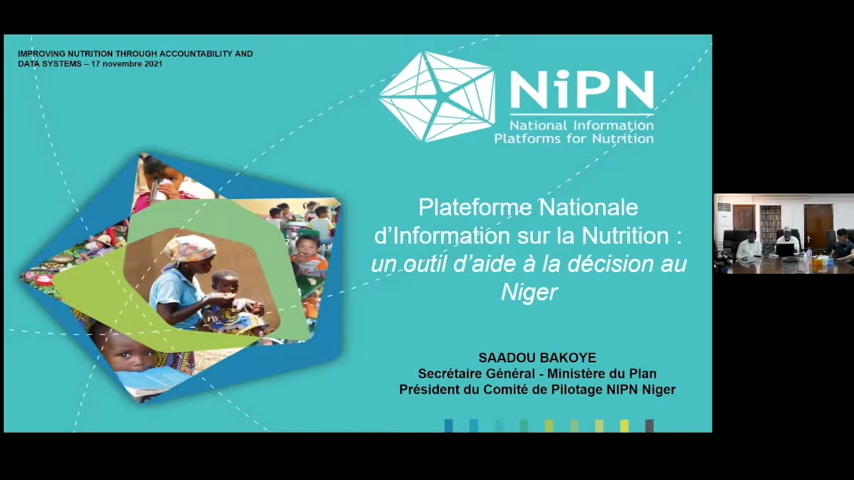 IMPROVING NUTRITION THROUGH ACCOUNTABILITY AND
DATA SYSTEMS – 17 novembre 2021
NiPN
National Information
Platforms for Nutrition
Plateforme Nationale
d'Information sur la Nutrition :
un outil d'aide à la décision au
Niger
SAADOU BAKOYE
Secrétaire Général - Ministère du Plan
Président du Comité de Pilotage NIPN Niger